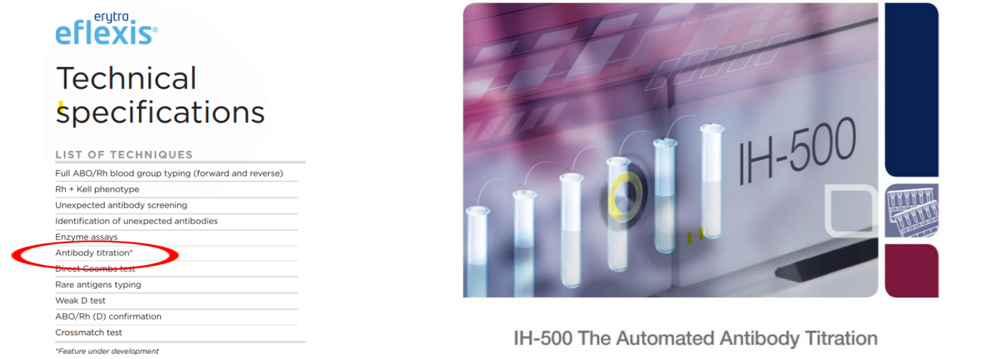 erytra
eflexis®
Technical
specifications
LIST OF TECHNIQUES
Full ABO/Rh blood group typing (forward and reverse)
Rh + Kell phenotype
Unexpected antibody screening
Identification of unexpected antibodies
Enzyme assays
Antibody titration*
Direct Coombs test
Rare antigens typing
Weak D test
ABO/Rh (D) confirmation
Crossmatch test
*Feature under development
IH-500
IH-500 The Automated Antibody Titration